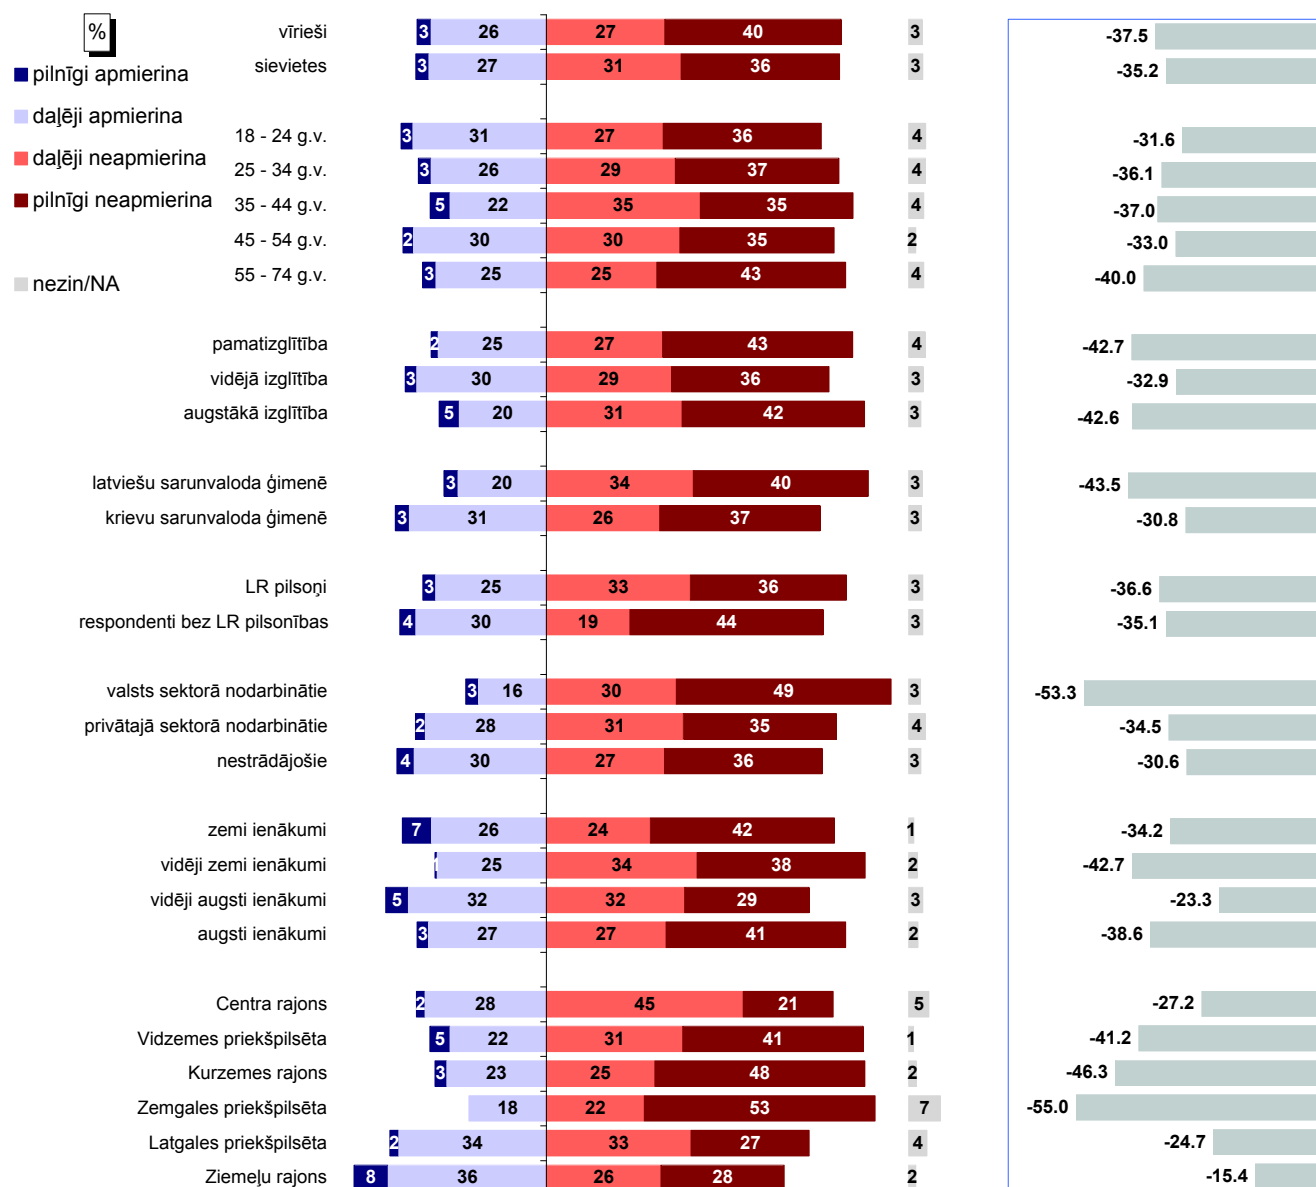 %
pilnīgi apmierina
daļēji apmierina
daļēji neapmierina
pilnīgi neapmierina
nezin/NA
vīrieši 3 26 27 40 3 -37.5
sievietes 3 27 31 36 3 -35.2
18 - 24 g.v. 3 31 27 36 4 -31.6
25 - 34 g.v. 3 26 29 37 4 -36.1
35 - 44 g.v. 5 22 35 35 4 -37.0
45 - 54 g.v. 2 30 30 35 2 -33.0
55 - 74 g.v. 3 25 25 43 4 -40.0
pamatizglītība 2 25 27 43 4 -42.7
vidējā izglītība 3 30 29 36 3 -32.9
augstākā izglītība 5 20 31 42 3 -42.6
latviešu sarunvaloda ģimenē 3 20 34 40 3 -43.5
krievu sarunvaloda ģimenē 3 31 26 37 3 -30.8
LR pilsoņi 3 25 33 36 3 -36.6
respondenti bez LR pilsonības 4 30 19 44 3 -35.1
valsts sektorā nodarbinātie 3 16 30 49 3 -53.3
privātajā sektorā nodarbinātie 2 28 31 35 4 -34.5
nestrādājošie 4 30 27 36 3 -30.6
zemi ienākumi 7 26 24 42 1 -34.2
vidēji zemi ienākumi 1 25 34 38 2 -42.7
vidēji augsti ienākumi 5 32 32 29 3 -23.3
augsti ienākumi 3 27 27 41 2 -38.6
Centra rajons 2 28 45 21 5 -27.2
Vidzemes priekšpilsēta 5 22 31 41 1 -41.2
Kurzemes rajons 3 23 25 48 2 -46.3
Zemgales priekšpilsēta 18 22 53 7 -55.0
Latgales priekšpilsēta 2 34 33 27 4 -24.7
Ziemeļu rajons 8 36 26 28 2 -15.4